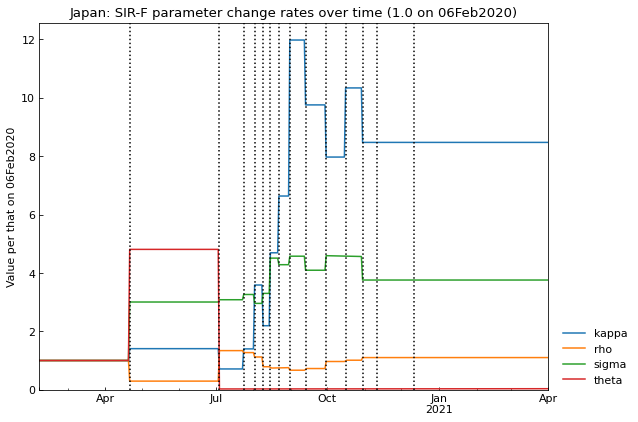 Japan: SIR-F parameter change rates over time (1.0 on 06Feb2020)
Value per that on 06Feb2020
12
10
8
6
4
2
0
Apr Jul Oct Jan Apr
2021
kappa
rho
sigma
theta